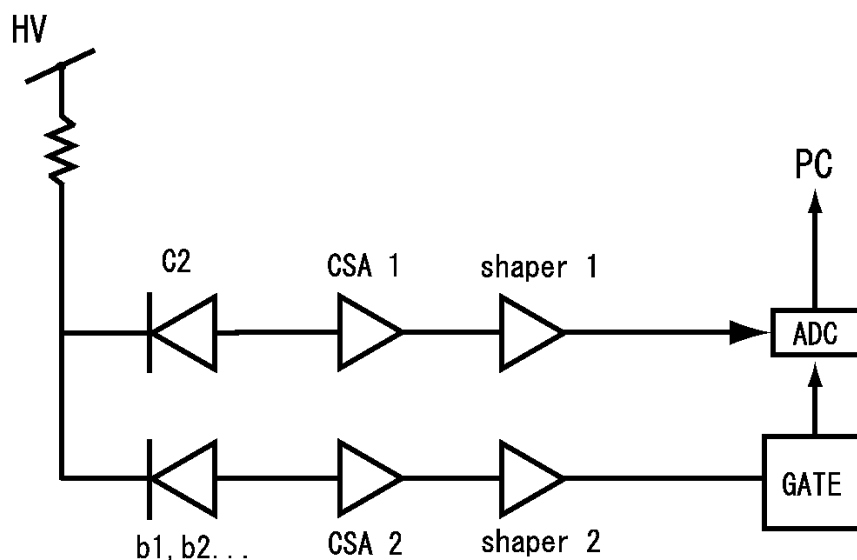 HV
PC
C2
CSA 1
shaper 1
ADC
GATE
b1,b2...
CSA 2
shaper 2